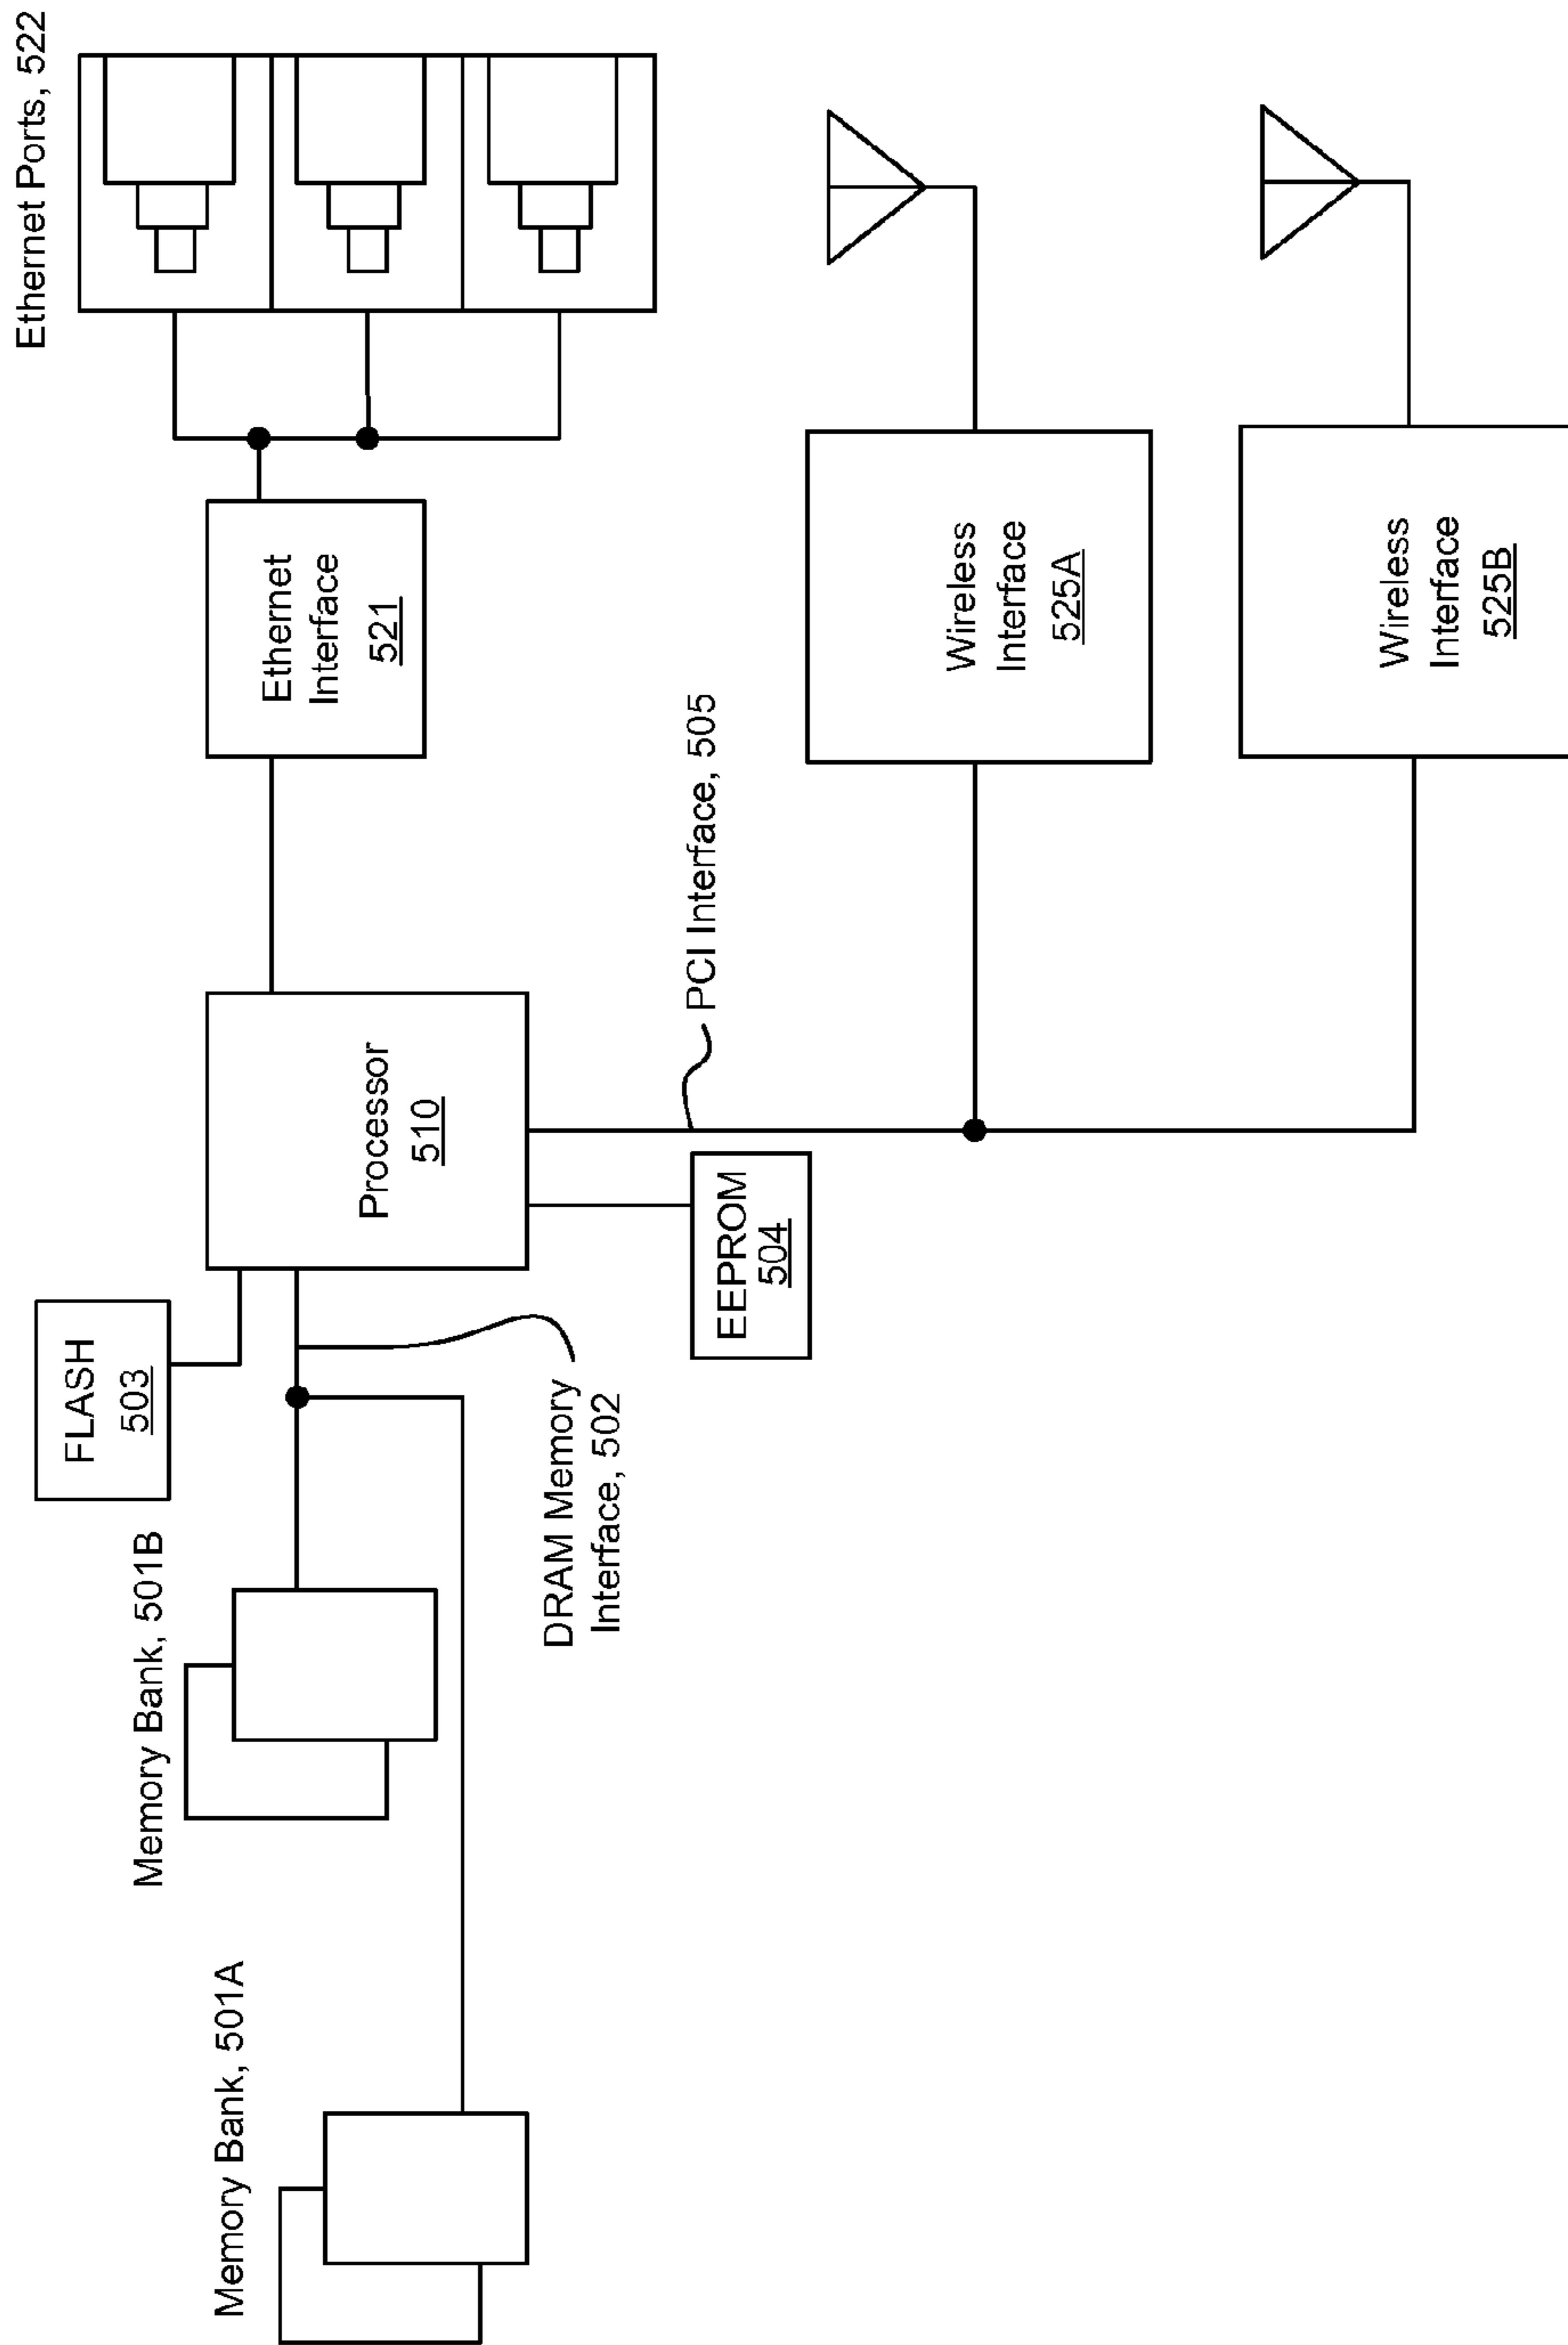 Memory Bank, 501A
Memory Bank, 501B
FLASH
503
DRAM Memory
Interface, 502
Processor
510
EEPROM
504
PCI Interface, 505
Ethernet
Interface
521
Ethernet Ports, 522
Wireless
Interface
525A
Wireless
Interface
525B